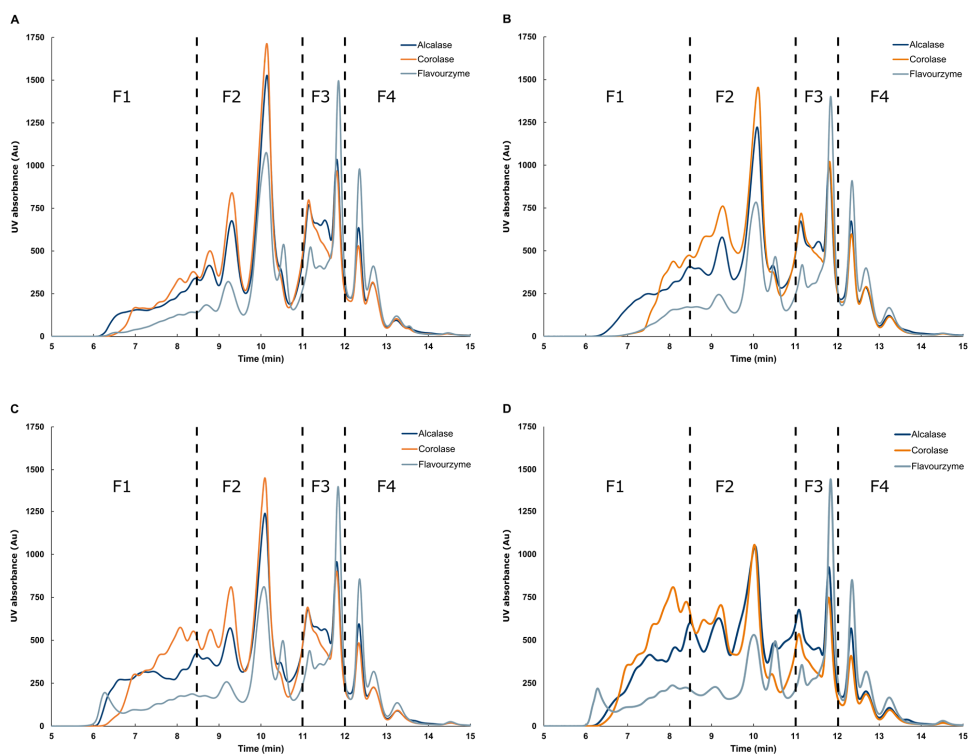 A
UV absorbance (Au)
1750
1500
1250
1000
750
500
250
0
F1
F2
F3
F4
Alcalase
Corolase
Flavourzyme
5 6 7 8 9 10 11 12 13 14 15
Time (min)
B
UV absorbance (Au)
1750
1500
1250
1000
750
500
250
0
F1
F2
F3
F4
Alcalase
Corolase
Flavourzyme
5 6 7 8 9 10 11 12 13 14 15
Time (min)
C
UV absorbance (Au)
1750
1500
1250
1000
750
500
250
0
F1
F2
F3
F4
Alcalase
Corolase
Flavourzyme
5 6 7 8 9 10 11 12 13 14 15
Time (min)
D
UV absorbance (Au)
1750
1500
1250
1000
750
500
250
0
F1
F2
F3
F4
Alcalase
Corolase
Flavourzyme
5 6 7 8 9 10 11 12 13 14 15
Time (min)